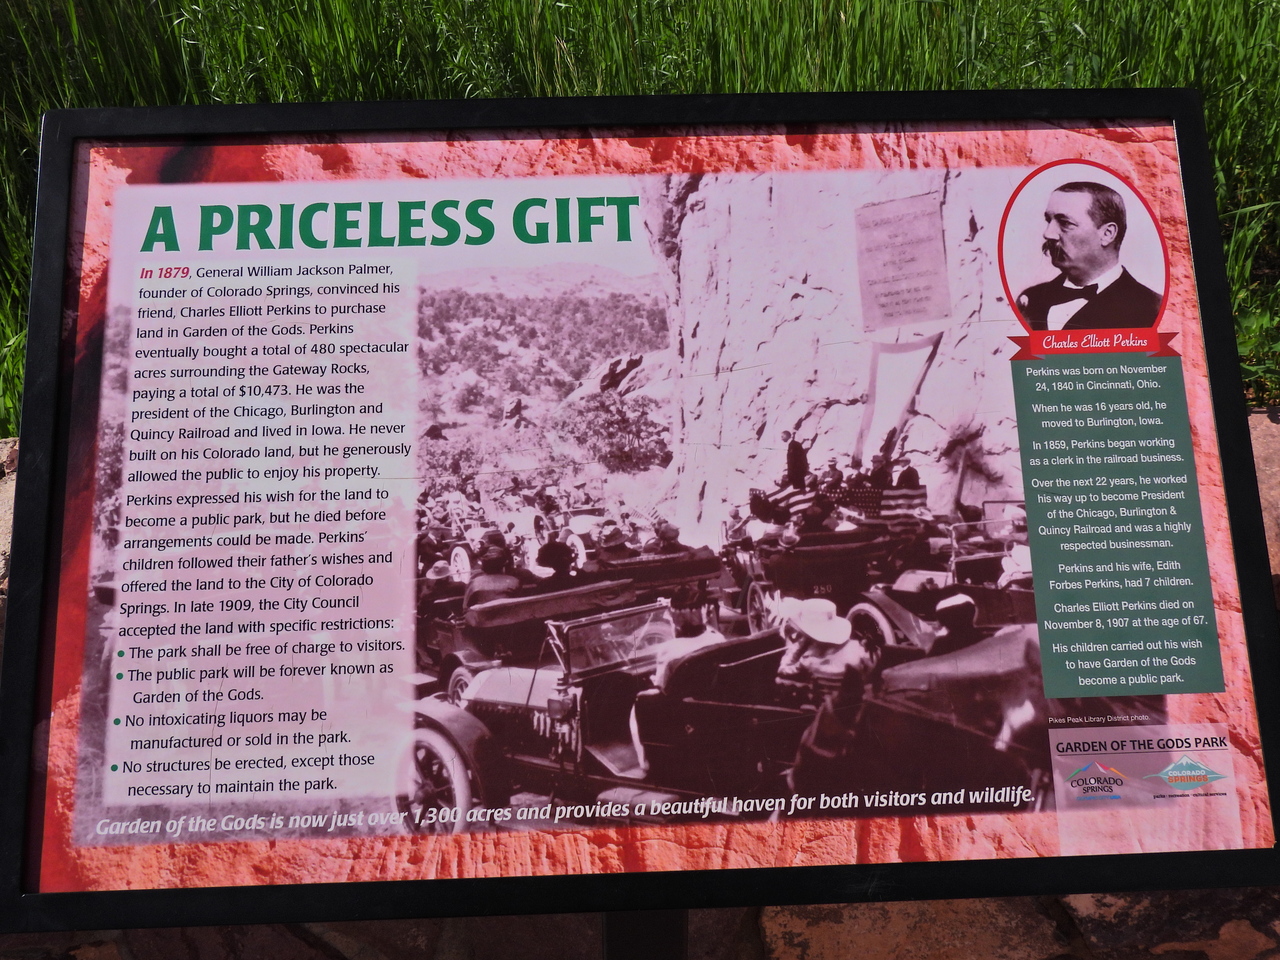 A PRICELESS GIFT
In 1879, General William Jackson Palmer,
founder of Colorado Springs, convinced his
friend, Charles Elliott Perkins to purchase
land in Garden of the Gods. Perkins
eventually bought a total of 480 spectacular
acres surrounding the Gateway Rocks,
paying a total of $10,473. He was the
president of the Chicago, Burlington and
Quincy Railroad and lived in Iowa. He never
built on his Colorado land, but he generously
allowed the public to enjoy his property.
Perkins expressed his wish for the land to
become a public park, but he died before
arrangements could be made. Perkins'
children followed their father's wishes and
offered the land to the City of Colorado
Springs. In late 1909, the City Council
accepted the land with specific restrictions:
• The park shall be free of charge to visitors.
• The public park will be forever known as
Garden of the Gods.
• No intoxicating liquors may be
manufactured or sold in the park.
• No structures be erected, except those
necessary to maintain the park.
Garden of the Gods is now just over 1,300 acres and provides a beautiful haven for both visitors and wildlife.
250
Charles Elliott Perkins
Perkins was born on November
24, 1840 in Cincinnati, Ohio.
When he was 16 years old, he
moved to Burlington, Iowa.
In 1859, Perkins began working
as a clerk in the railroad business.
Over the next 22 years, he worked
his way up to become President
of the Chicago, Burlington &
Quincy Railroad and was a highly
respected businessman.
Perkins and his wife, Edith
Forbes Perkins, had 7 children.
Charles Elliott Perkins died on
November 8, 1907 at the age of 67.
His children carried out his wish
to have Garden of the Gods
become a public park.
Pikes Peak Library District photo.
GARDEN OF THE GODS PARK
COLORADO
SPRINGS
COLORADO
SPRINGS
parks · recreation · cultural services